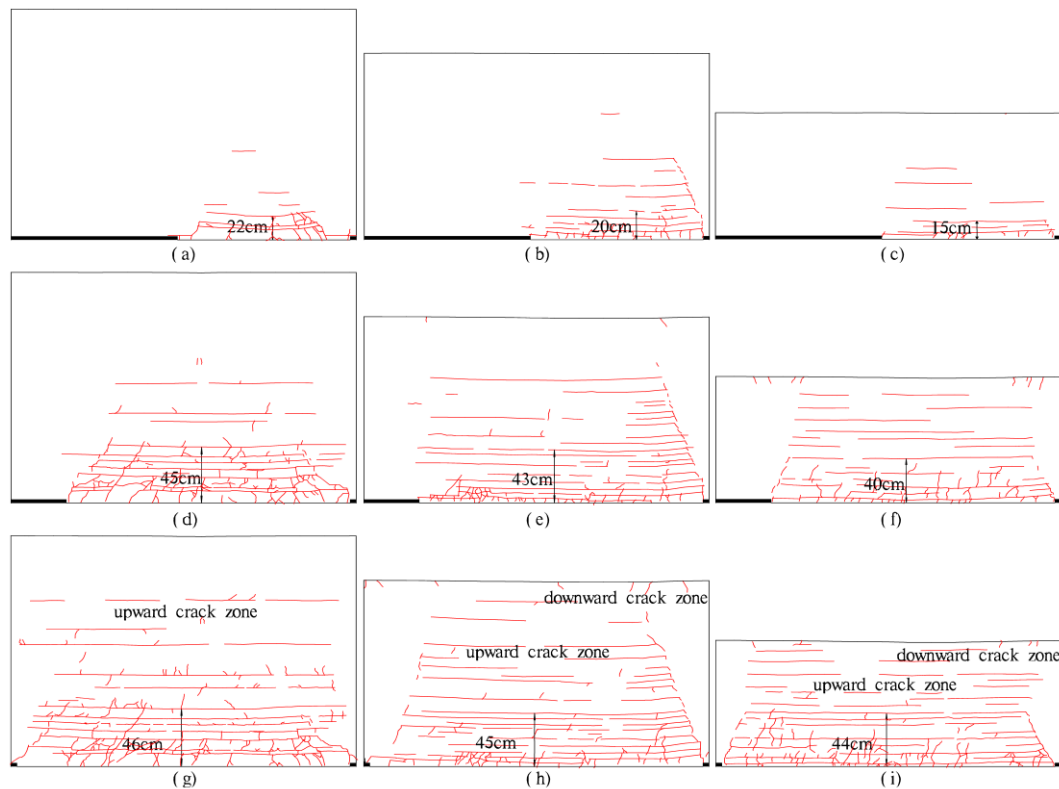 22cm
20cm
15cm
( a )
( b )
( c )
45cm
43cm
40cm
( d )
( e )
( f )
upward crack zone
downward crack zone
upward crack zone
downward crack zone
upward crack zone
46cm
45cm
44cm
( g )
( h )
( i )